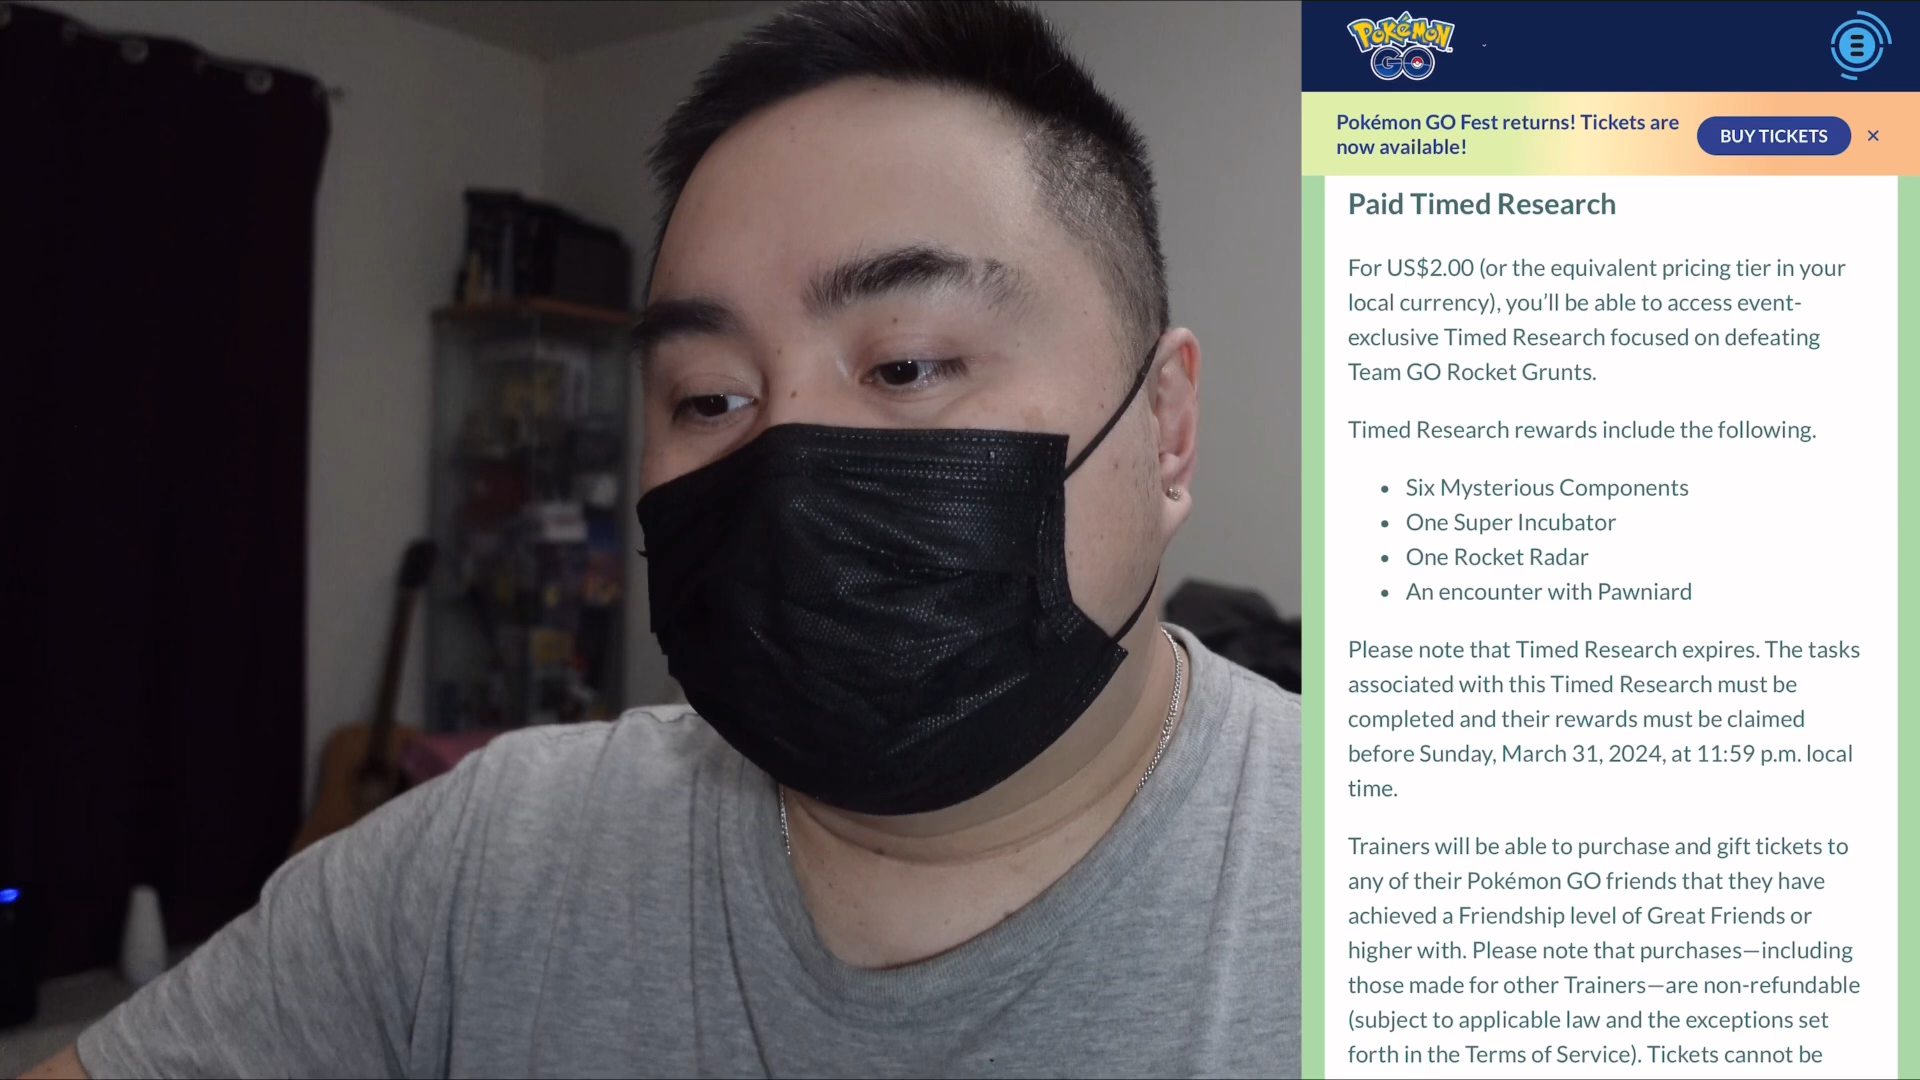 POKéMON
GO
Pokémon GO Fest returns! Tickets are
now available!
BUY TICKETS
Paid Timed Research
For US$2.00 (or the equivalent pricing tier in your
local currency), you’ll be able to access event-
exclusive Timed Research focused on defeating
Team GO Rocket Grunts.
Timed Research rewards include the following.
• Six Mysterious Components
• One Super Incubator
• One Rocket Radar
• An encounter with Pawniard
Please note that Timed Research expires. The tasks
associated with this Timed Research must be
completed and their rewards must be claimed
before Sunday, March 31, 2024, at 11:59 p.m. local
time.
Trainers will be able to purchase and gift tickets to
any of their Pokémon GO friends that they have
achieved a Friendship level of Great Friends or
higher with. Please note that purchases—including
those made for other Trainers—are non-refundable
(subject to applicable law and the exceptions set
forth in the Terms of Service). Tickets cannot be